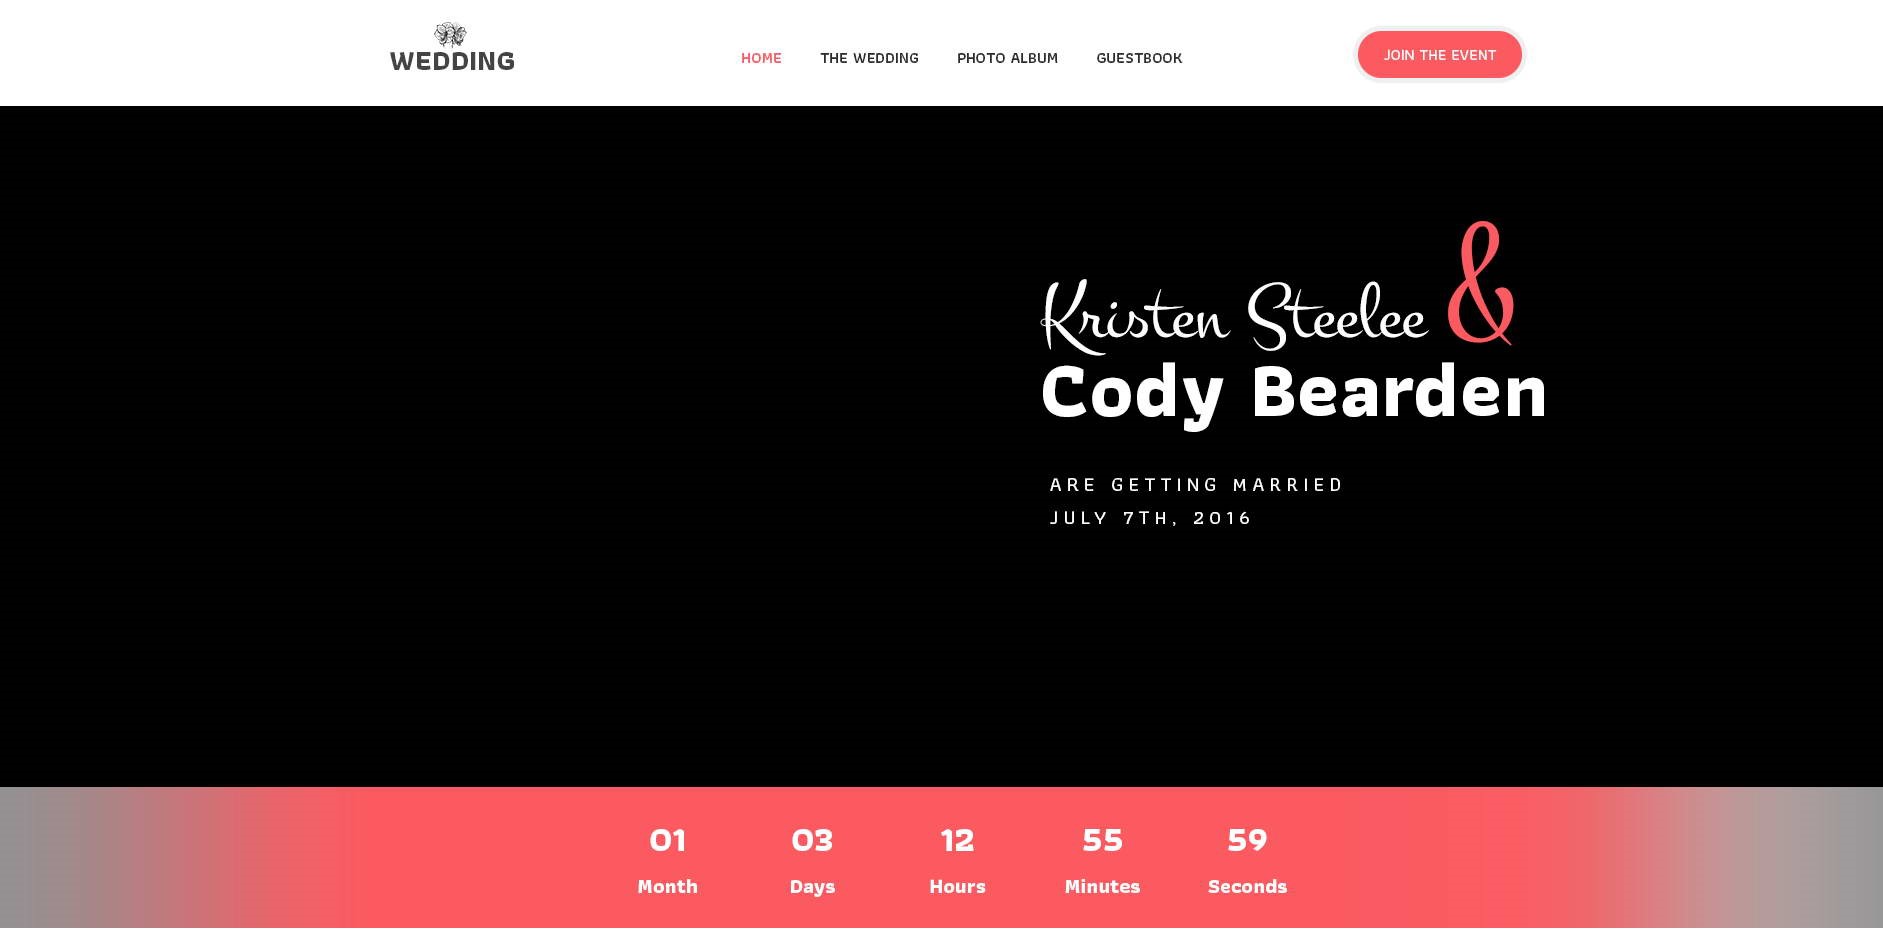 WEDDING
HOME THE WEDDING PHOTO ALBUM GUESTBOOK
JOIN THE EVENT
Kristen Steelee &
Cody Bearden
ARE GETTING MARRIED
JULY 7TH, 2016
01 03 12 55 59
Month Days Hours Minutes Seconds